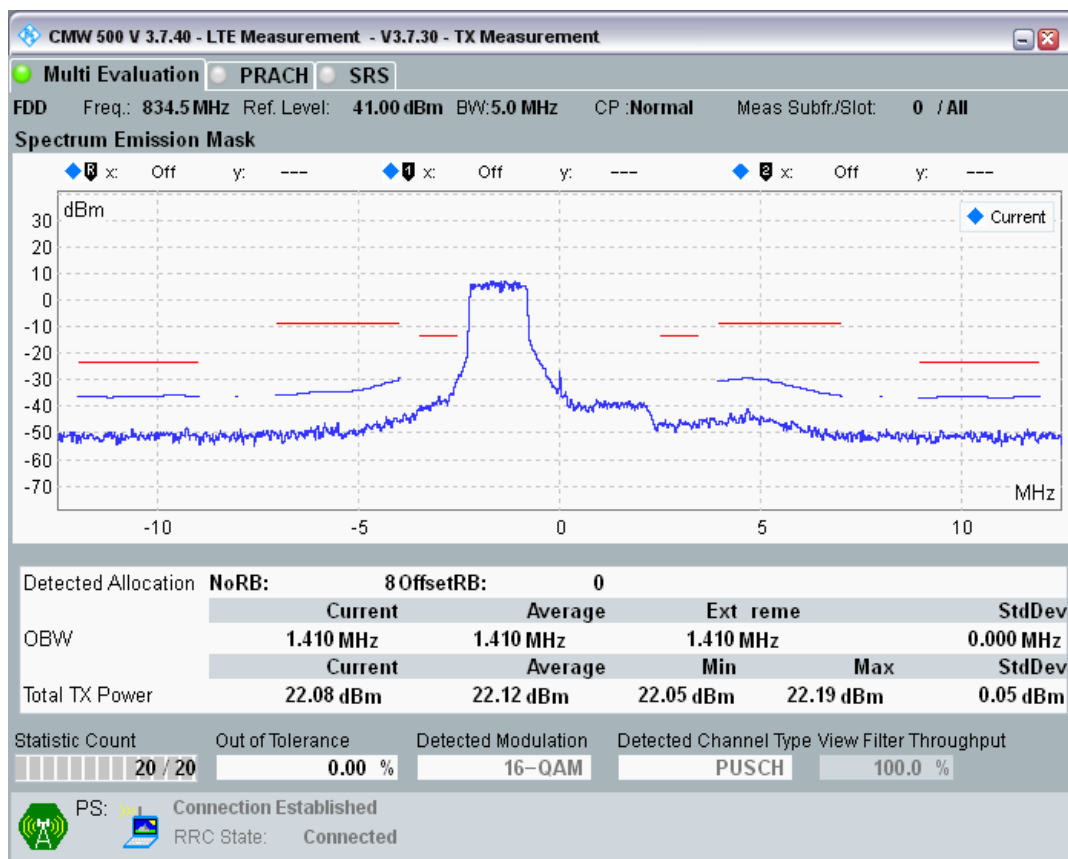 CMW 500 V 3.7.40 - LTE Measurement - V3.7.30 - TX Measurement
Multi Evaluation PRACH SRS
FDD Freq.: 834.5 MHz Ref. Level: 41.00 dBm BW:5.0 MHz CP :Normal Meas Subfr./Slot: 0 / All
Spectrum Emission Mask
R x: Off y: --- 1 x: Off y: --- 2 x: Off y: ---
dBm
Current
30
20
10
0
-10
-20
-30
-40
-50
-60
-70
MHz
-10 -5 0 5 10
Detected Allocation NoRB: 8 OffsetRB: 0
Current Average Ext reme StdDev
OBW 1.410 MHz 1.410 MHz 1.410 MHz 0.000 MHz
Current Average Min Max StdDev
Total TX Power 22.08 dBm 22.12 dBm 22.05 dBm 22.19 dBm 0.05 dBm
Statistic Count Out of Tolerance Detected Modulation Detected Channel Type View Filter Throughput
20 / 20 0.00 % 16-QAM PUSCH 100.0 %
PS: Connection Established
RRC State: Connected